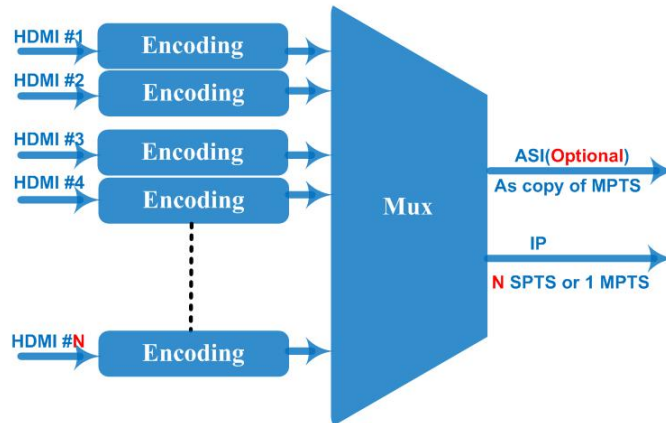 HDMI #1
Encoding
HDMI #2
Encoding
HDMI #3
Encoding
HDMI #4
Encoding
HDMI #N
Encoding
Mux
ASI(Optional)
As copy of MPTS
IP
N SPTS or 1 MPTS